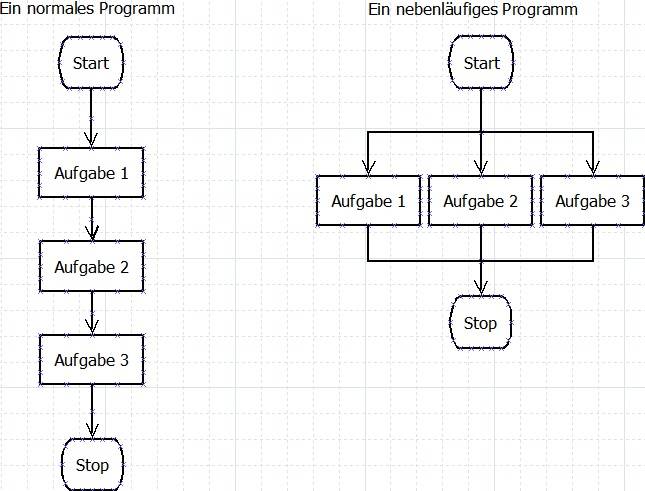 Ein normales Programm
Start
Aufgabe 1
Aufgabe 2
Aufgabe 3
Stop
Ein nebenläufiges Programm
Start
Aufgabe 1
Aufgabe 2
Aufgabe 3
Stop